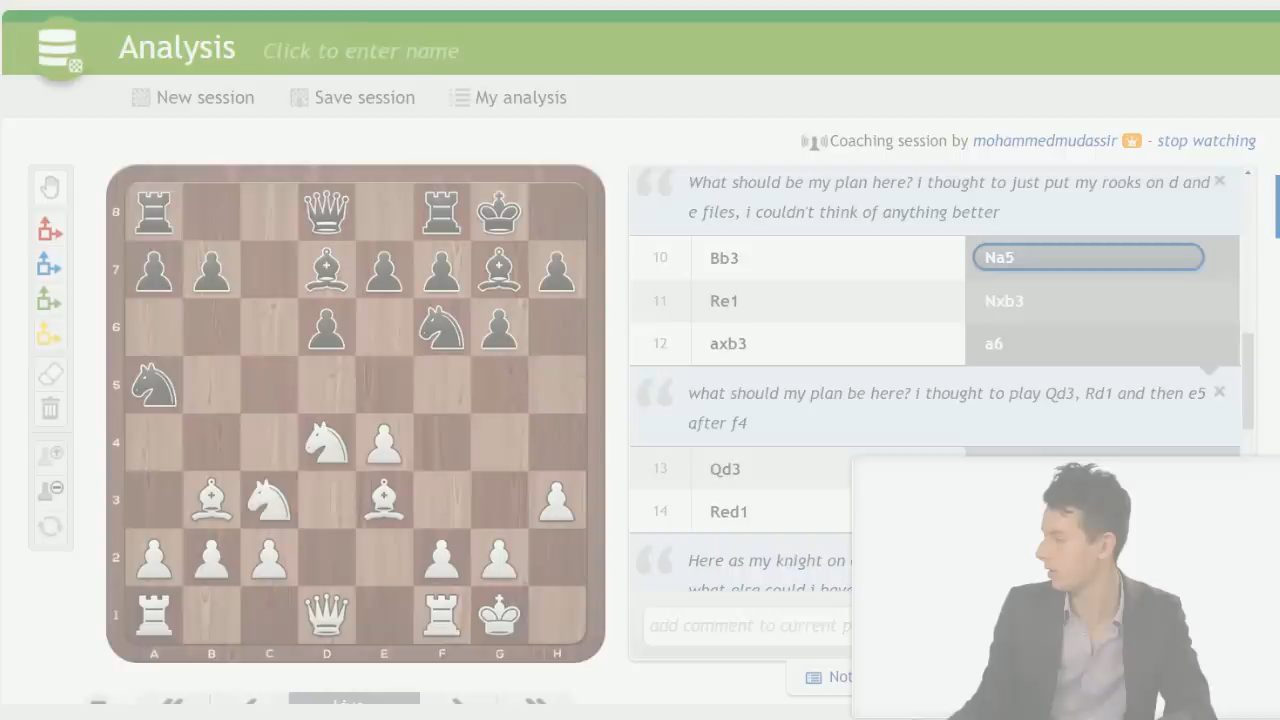 Analysis Click to enter name
New session Save session My analysis
Coaching session by mohammedmudassir - stop watching
What should be my plan here? i thought to just put my rooks on d and
e files, i couldn't think of anything better
10 Bb3 Na5
11 Re1 Nxb3
12 axb3 a6
what should my plan be here? i thought to play Qd3, Rd1 and then e5
after f4
13 Qd3
14 Red1
Here as my knight on
add comment to current p
Not
8
7
6
5
4
3
2
1
A B C D E F G H